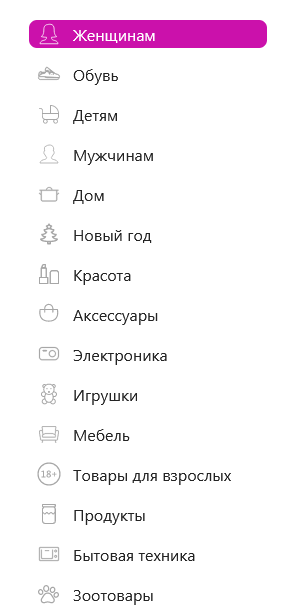 Женщинам
Обувь
Детям
Мужчинам
Дом
Новый год
Красота
Аксессуары
Электроника
Игрушки
Мебель
18+ Товары для взрослых
Продукты
Бытовая техника
Зоотовары